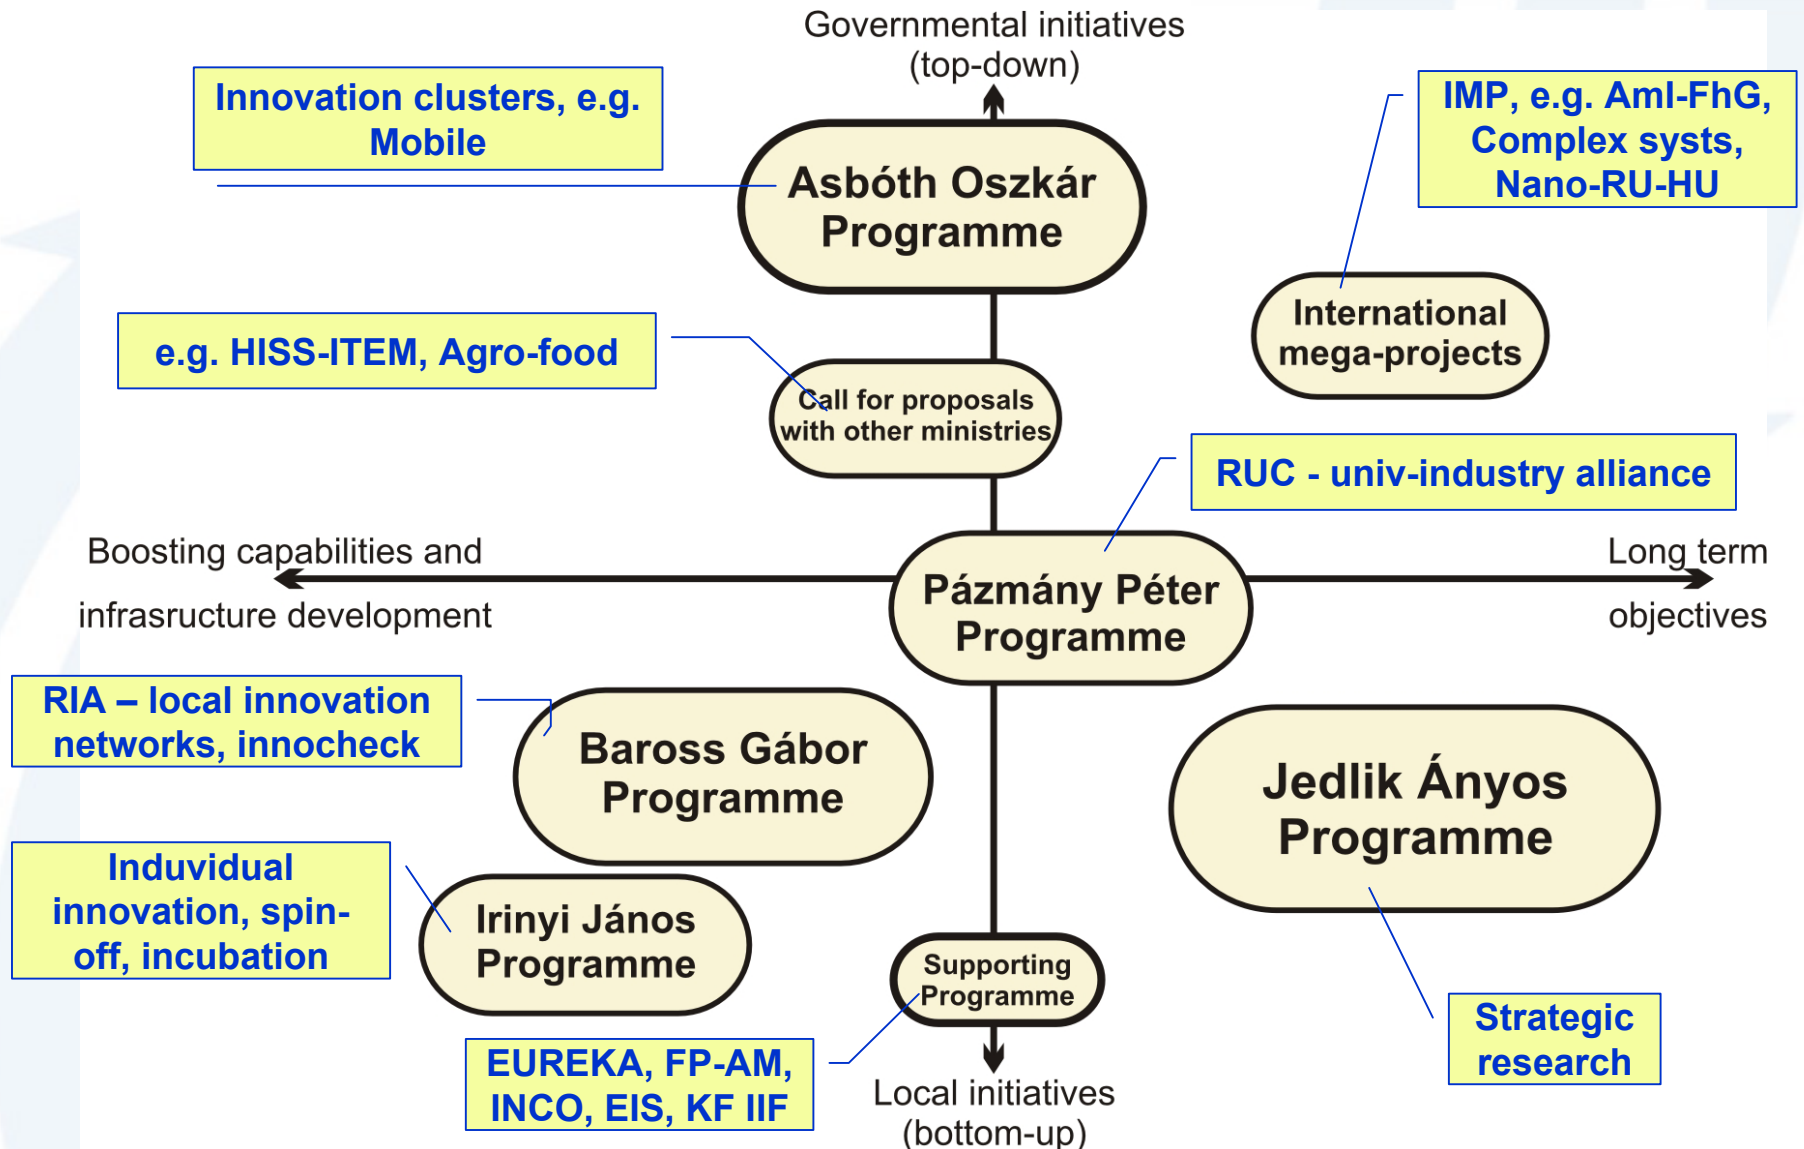 Governmental initiatives
(top-down)
Innovation clusters, e.g.
Mobile
IMP, e.g. AmI-FhG,
Complex systs,
Nano-RU-HU
Asbóth Oszkár
Programme
International
mega-projects
e.g. HISS-ITEM, Agro-food
Call for proposals
with other ministries
RUC - univ-industry alliance
Boosting capabilities and
infrasructure development
Pázmány Péter
Programme
Long term
objectives
RIA – local innovation
networks, innocheck
Baross Gábor
Programme
Jedlik Ányos
Programme
Induvidual
innovation, spin-
off, incubation
Irinyi János
Programme
Supporting
Programme
Strategic
research
EUREKA, FP-AM,
INCO, EIS, KF IIF
Local initiatives
(bottom-up)